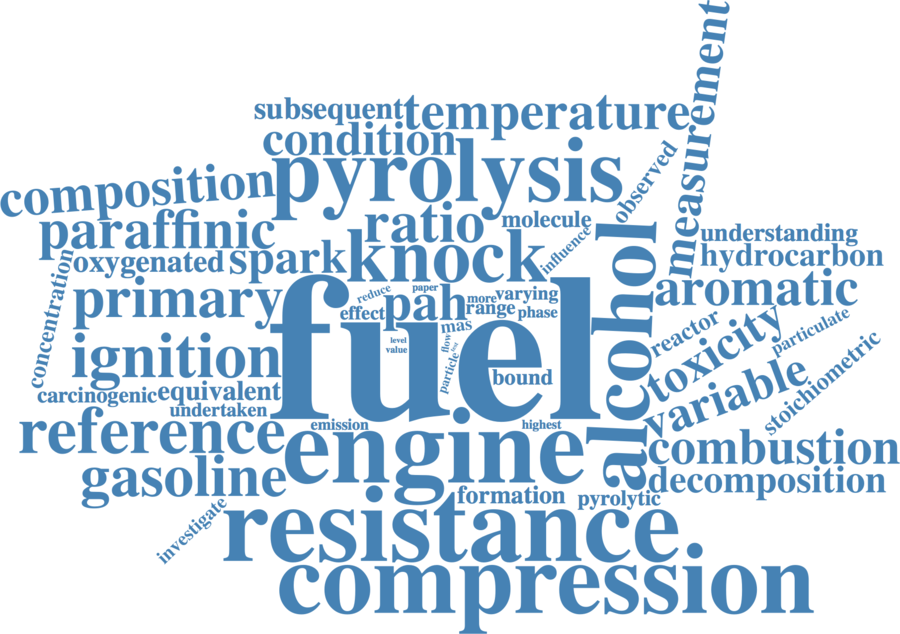 measurement
subsequent
temperature
condition
pyrolysis
observed
composition
paraffinic
ratio
molecule
influence
understanding
hydrocarbon
oxygenated
spark
knock
alcohol
concentration
primary
reduce
paper
pah
more
varying
aromatic
effect
range
phase
mas
reactor
toxicity
particulate
ignition
level
value
flow
particle
fuel
bound
variable
stoichiometric
carcinogenic
equivalent
undertaken
reference
emission
highest
engine
combustion
gasoline
decomposition
formation
pyrolytic
investigate
resistance
compression